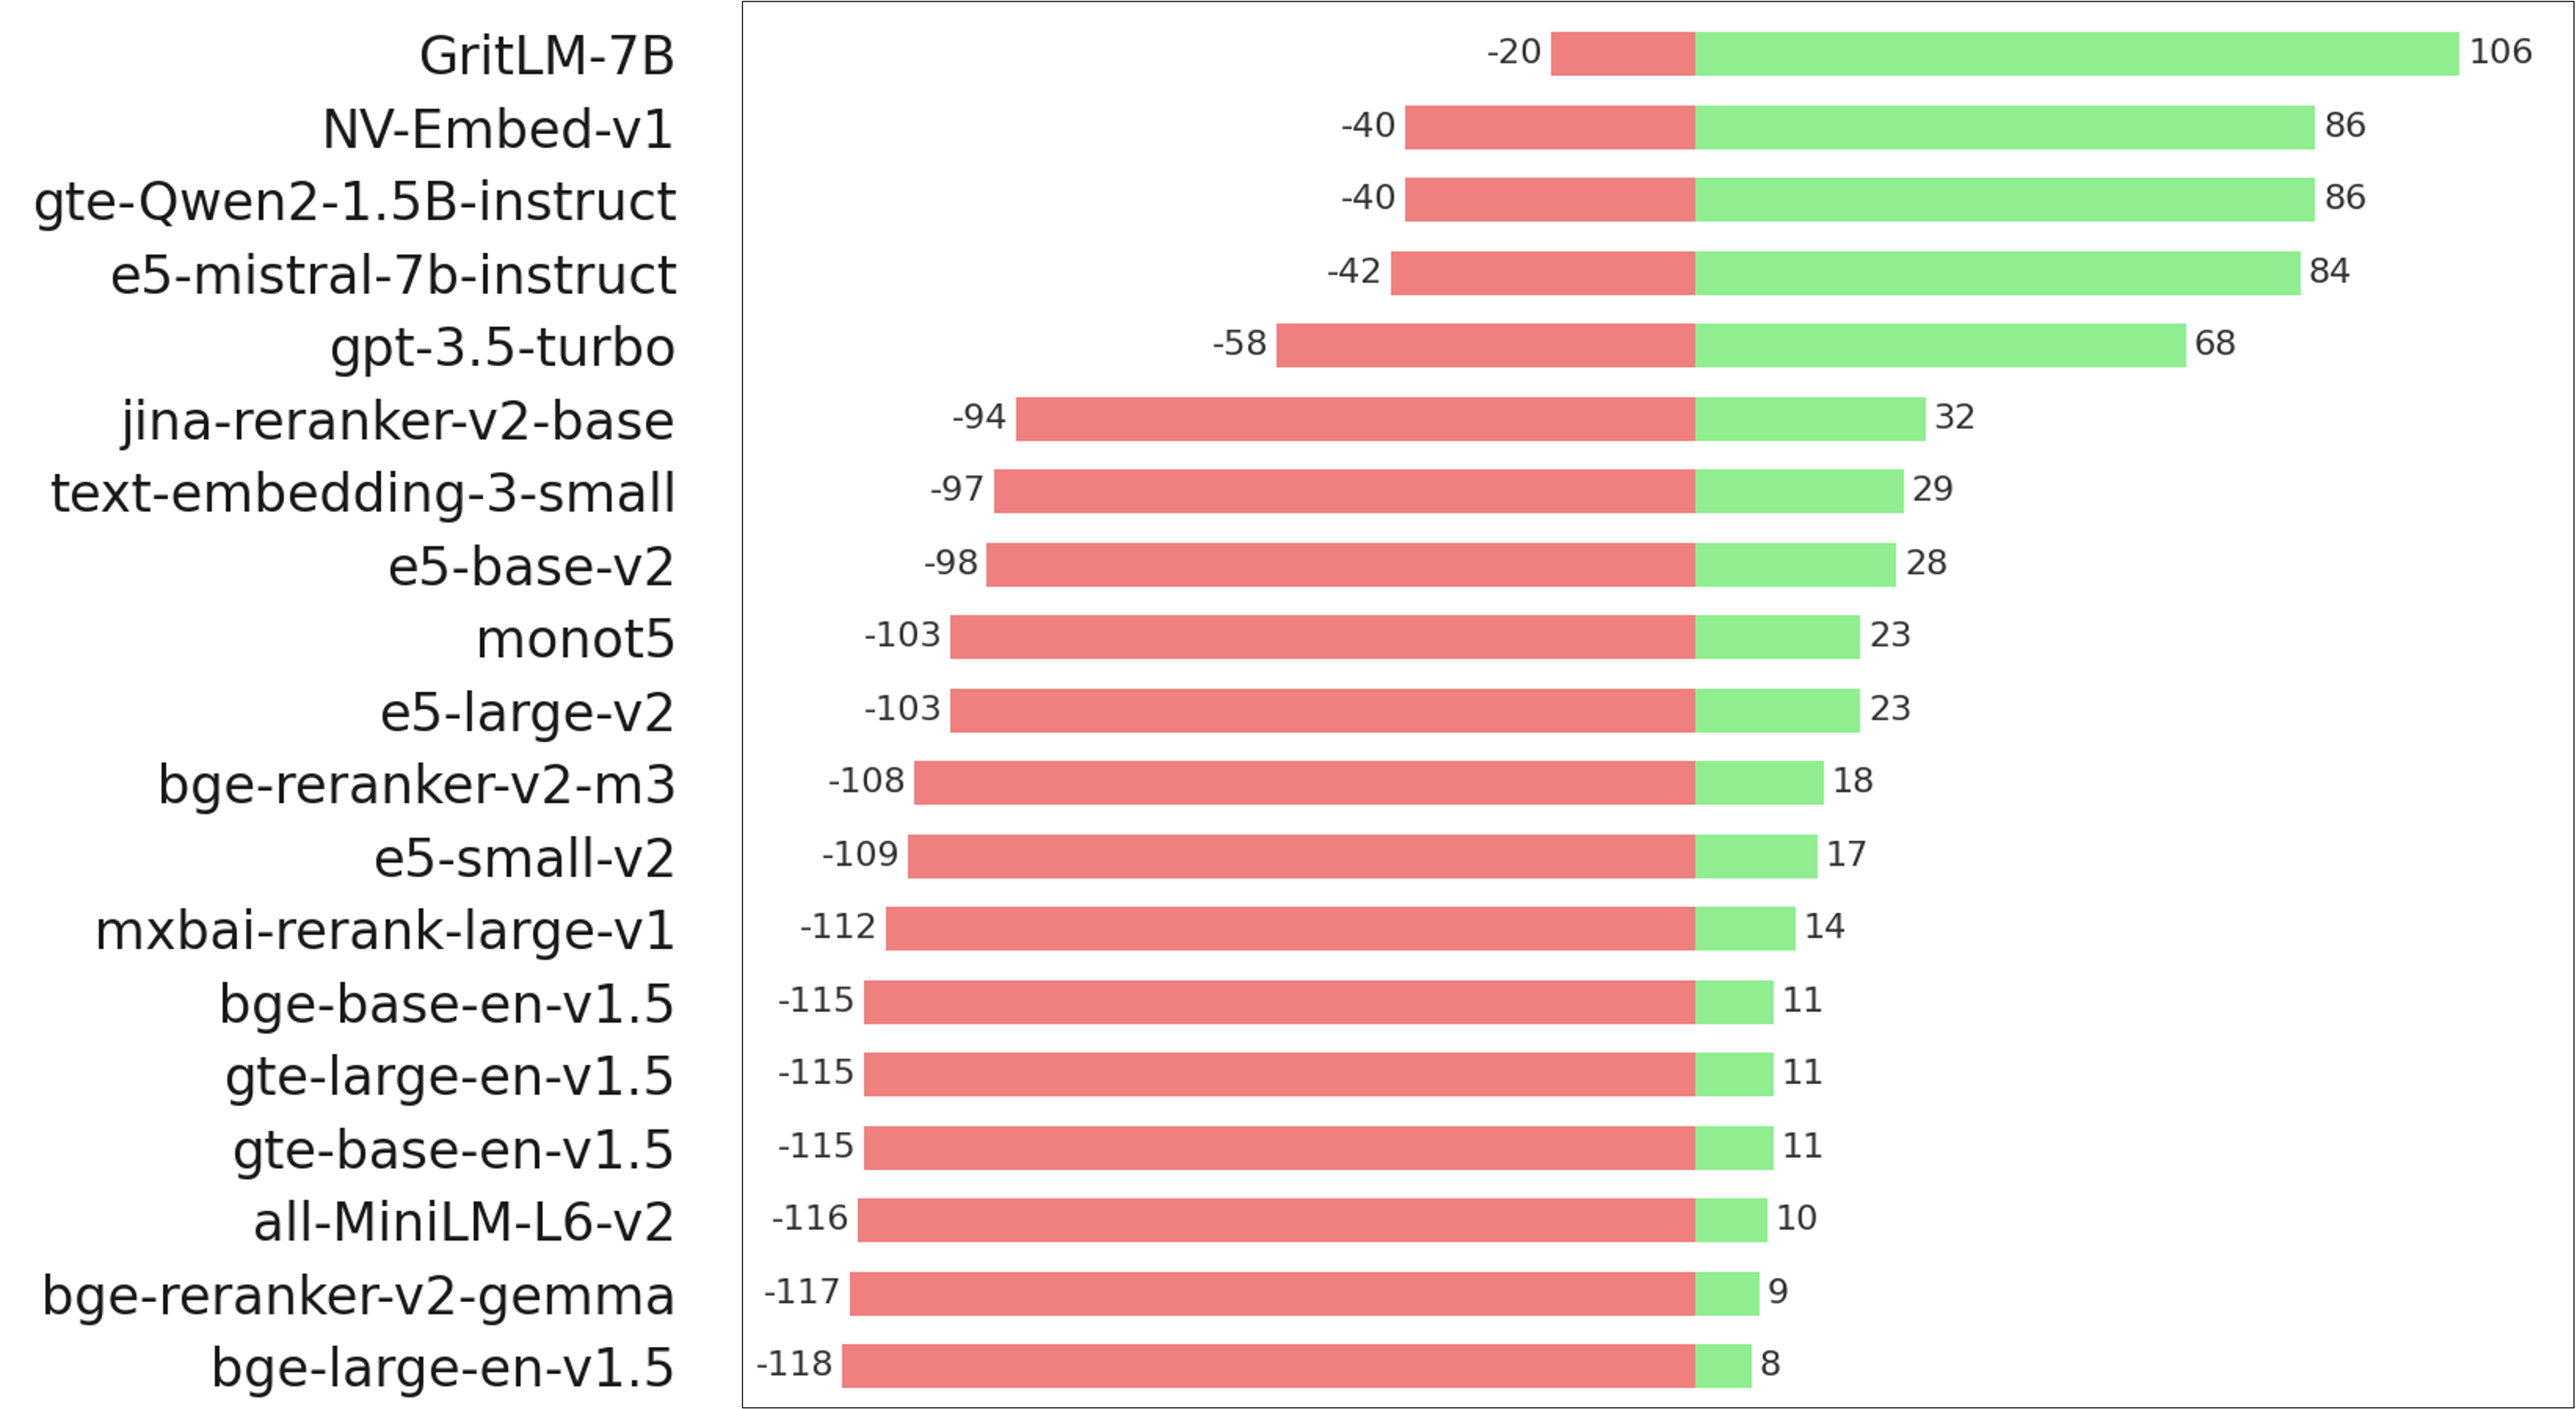 GritLM-7B -20 106
NV-Embed-v1 -40 86
gte-Qwen2-1.5B-instruct -40 86
e5-mistral-7b-instruct -42 84
gpt-3.5-turbo -58 68
jina-reranker-v2-base -94 32
text-embedding-3-small -97 29
e5-base-v2 -98 28
monot5 -103 23
e5-large-v2 -103 23
bge-reranker-v2-m3 -108 18
e5-small-v2 -109 17
mxbai-rerank-large-v1 -112 14
bge-base-en-v1.5 -115 11
gte-large-en-v1.5 -115 11
gte-base-en-v1.5 -115 11
all-MiniLM-L6-v2 -116 10
bge-reranker-v2-gemma -117 9
bge-large-en-v1.5 -118 8